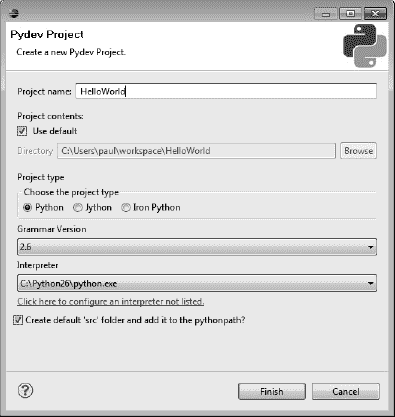 Pydev Project
Create a new Pydev Project.
Project name: HelloWorld
Project contents:
Use default
Directory C:\Users\paul\workspace\HelloWorld Browse
Project type
Choose the project type
Python Jython Iron Python
Grammar Version
2.6
Interpreter
C:\Python26\python.exe
Click here to configure an interpreter not listed.
Create default 'src' folder and add it to the pythonpath?
? Finish Cancel